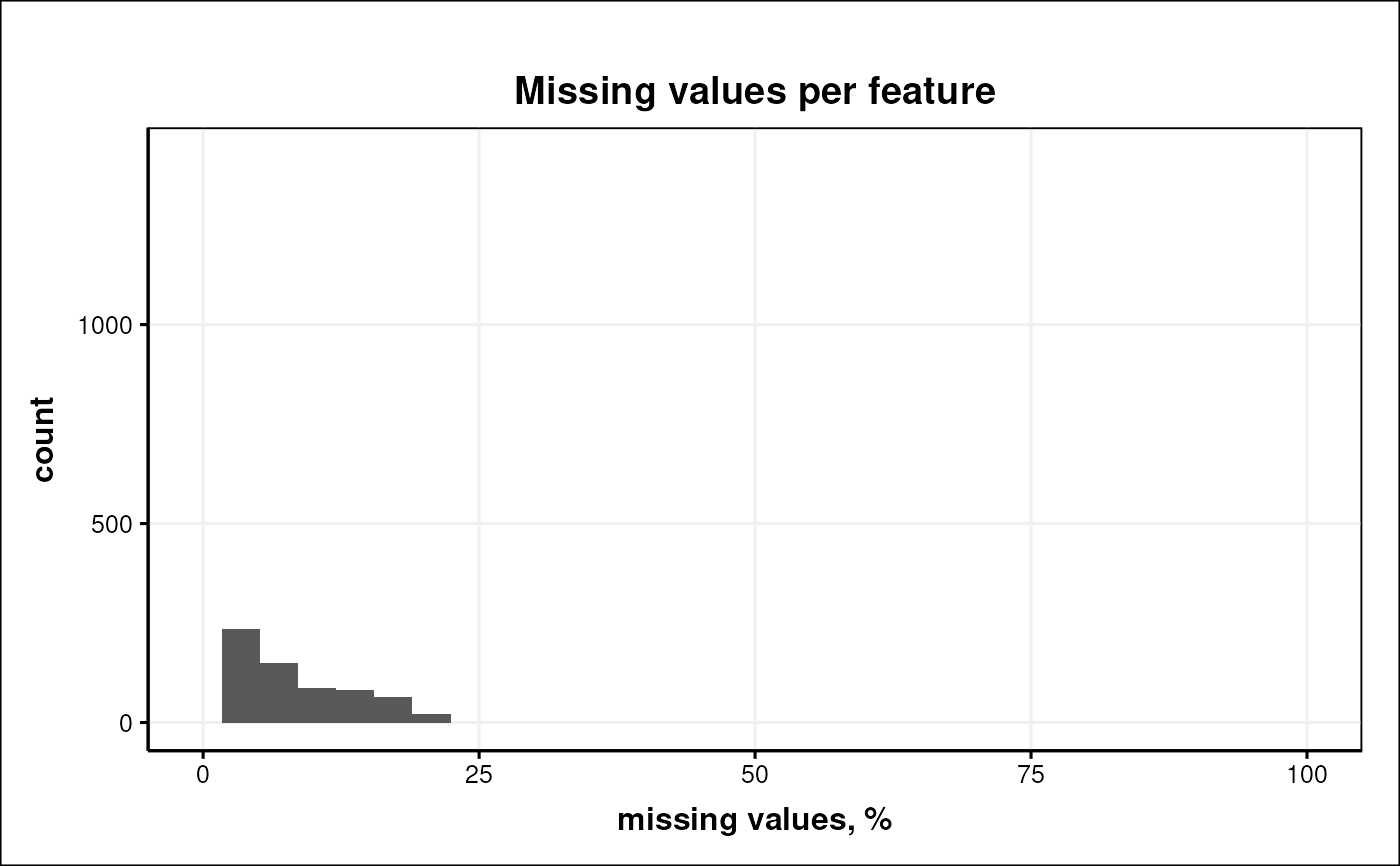 Missing values per feature
count
1000
500
0
0 25 50 75 100
missing values, %